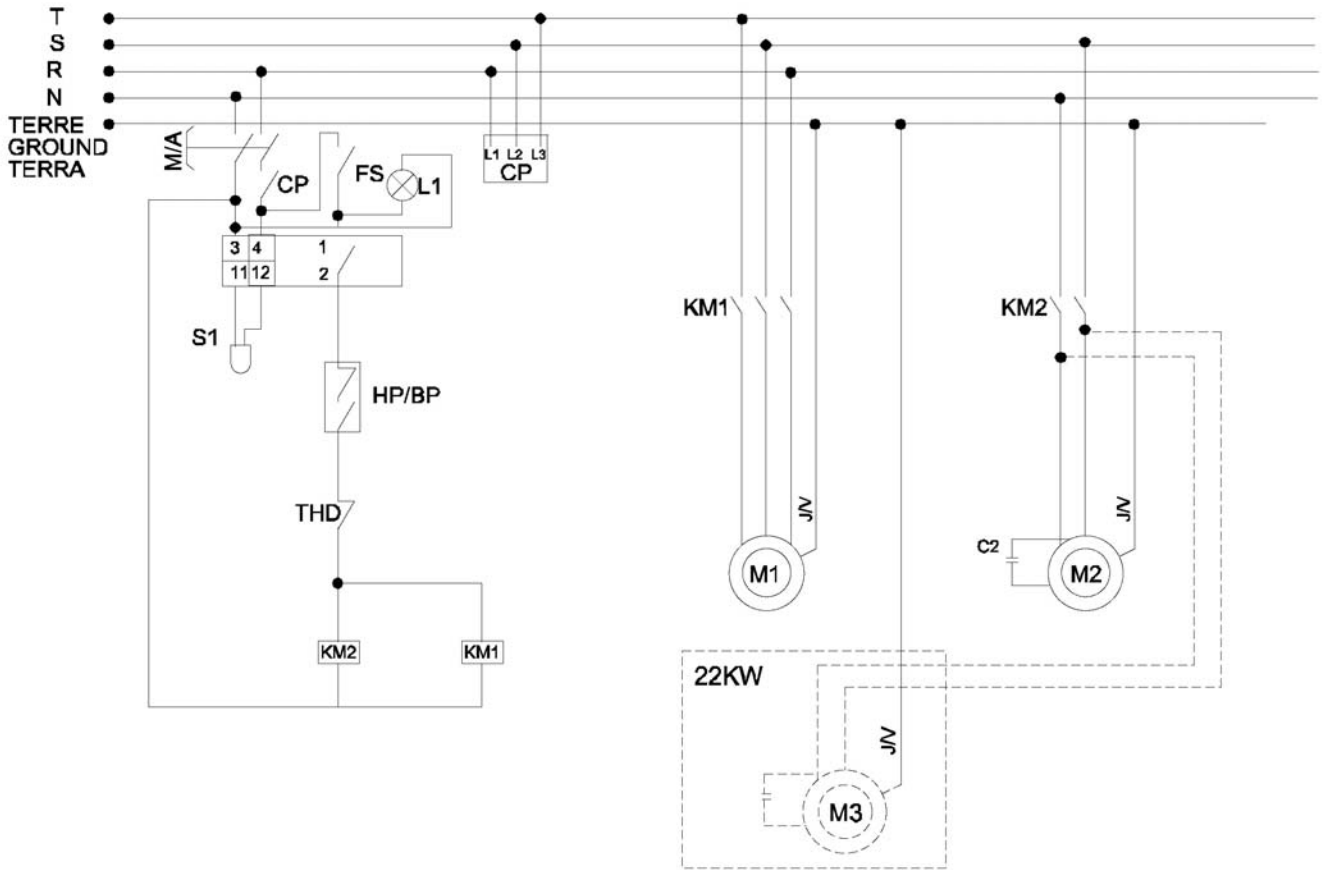 T
S
R
N
TERRE
GROUND
TERRA
M/A
CP
FS
L1
L1 L2 L3
CP
3 4 1
11 12 2
S1
HP/BP
THD
KM2
KM1
KM1
KM2
J/V
J/V
C2
M1
M2
22KW
J/V
M3